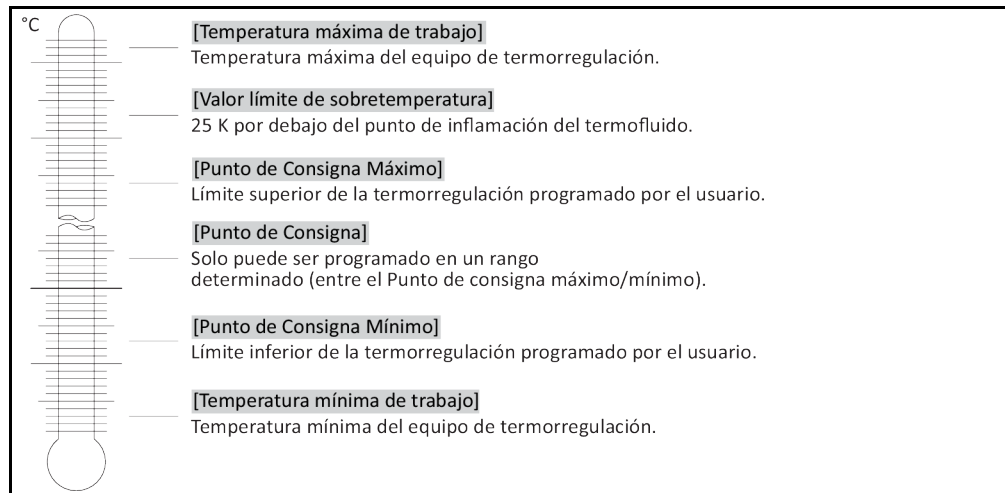 °C
[Temperatura máxima de trabajo]
Temperatura máxima del equipo de termorregulación.
[Valor límite de sobretemperatura]
25 K por debajo del punto de inflamación del termofluido.
[Punto de Consigna Máximo]
Límite superior de la termorregulación programado por el usuario.
[Punto de Consigna]
Solo puede ser programado en un rango
determinado (entre el Punto de consigna máximo/mínimo).
[Punto de Consigna Mínimo]
Límite inferior de la termorregulación programado por el usuario.
[Temperatura mínima de trabajo]
Temperatura mínima del equipo de termorregulación.